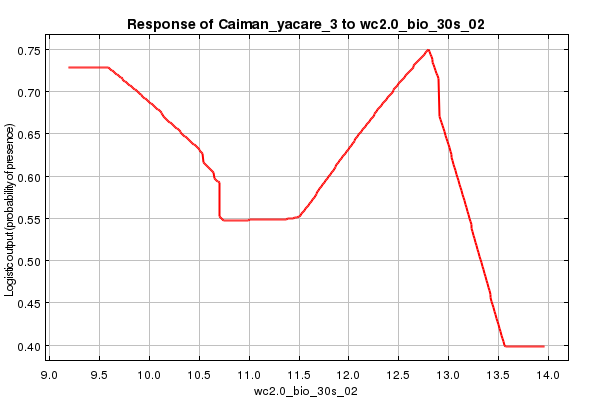 Response of Caiman_yacare_3 to wc2.0_bio_30s_02
Logistic output (probability of presence)
0.75
0.70
0.65
0.60
0.55
0.50
0.45
0.40
9.0 9.5 10.0 10.5 11.0 11.5 12.0 12.5 13.0 13.5 14.0
wc2.0_bio_30s_02